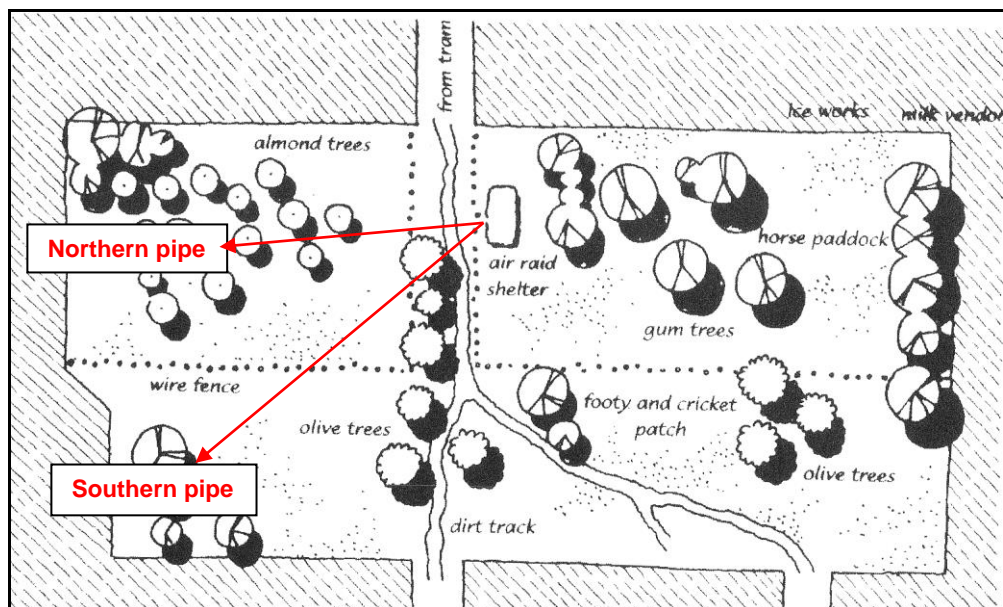 from tram
Ice works
milk vendor
almond trees
Northern pipe
horse paddock
air raid
shelter
gum trees
wire fence
olive trees
footy and cricket
patch
olive trees
Southern pipe
dirt track